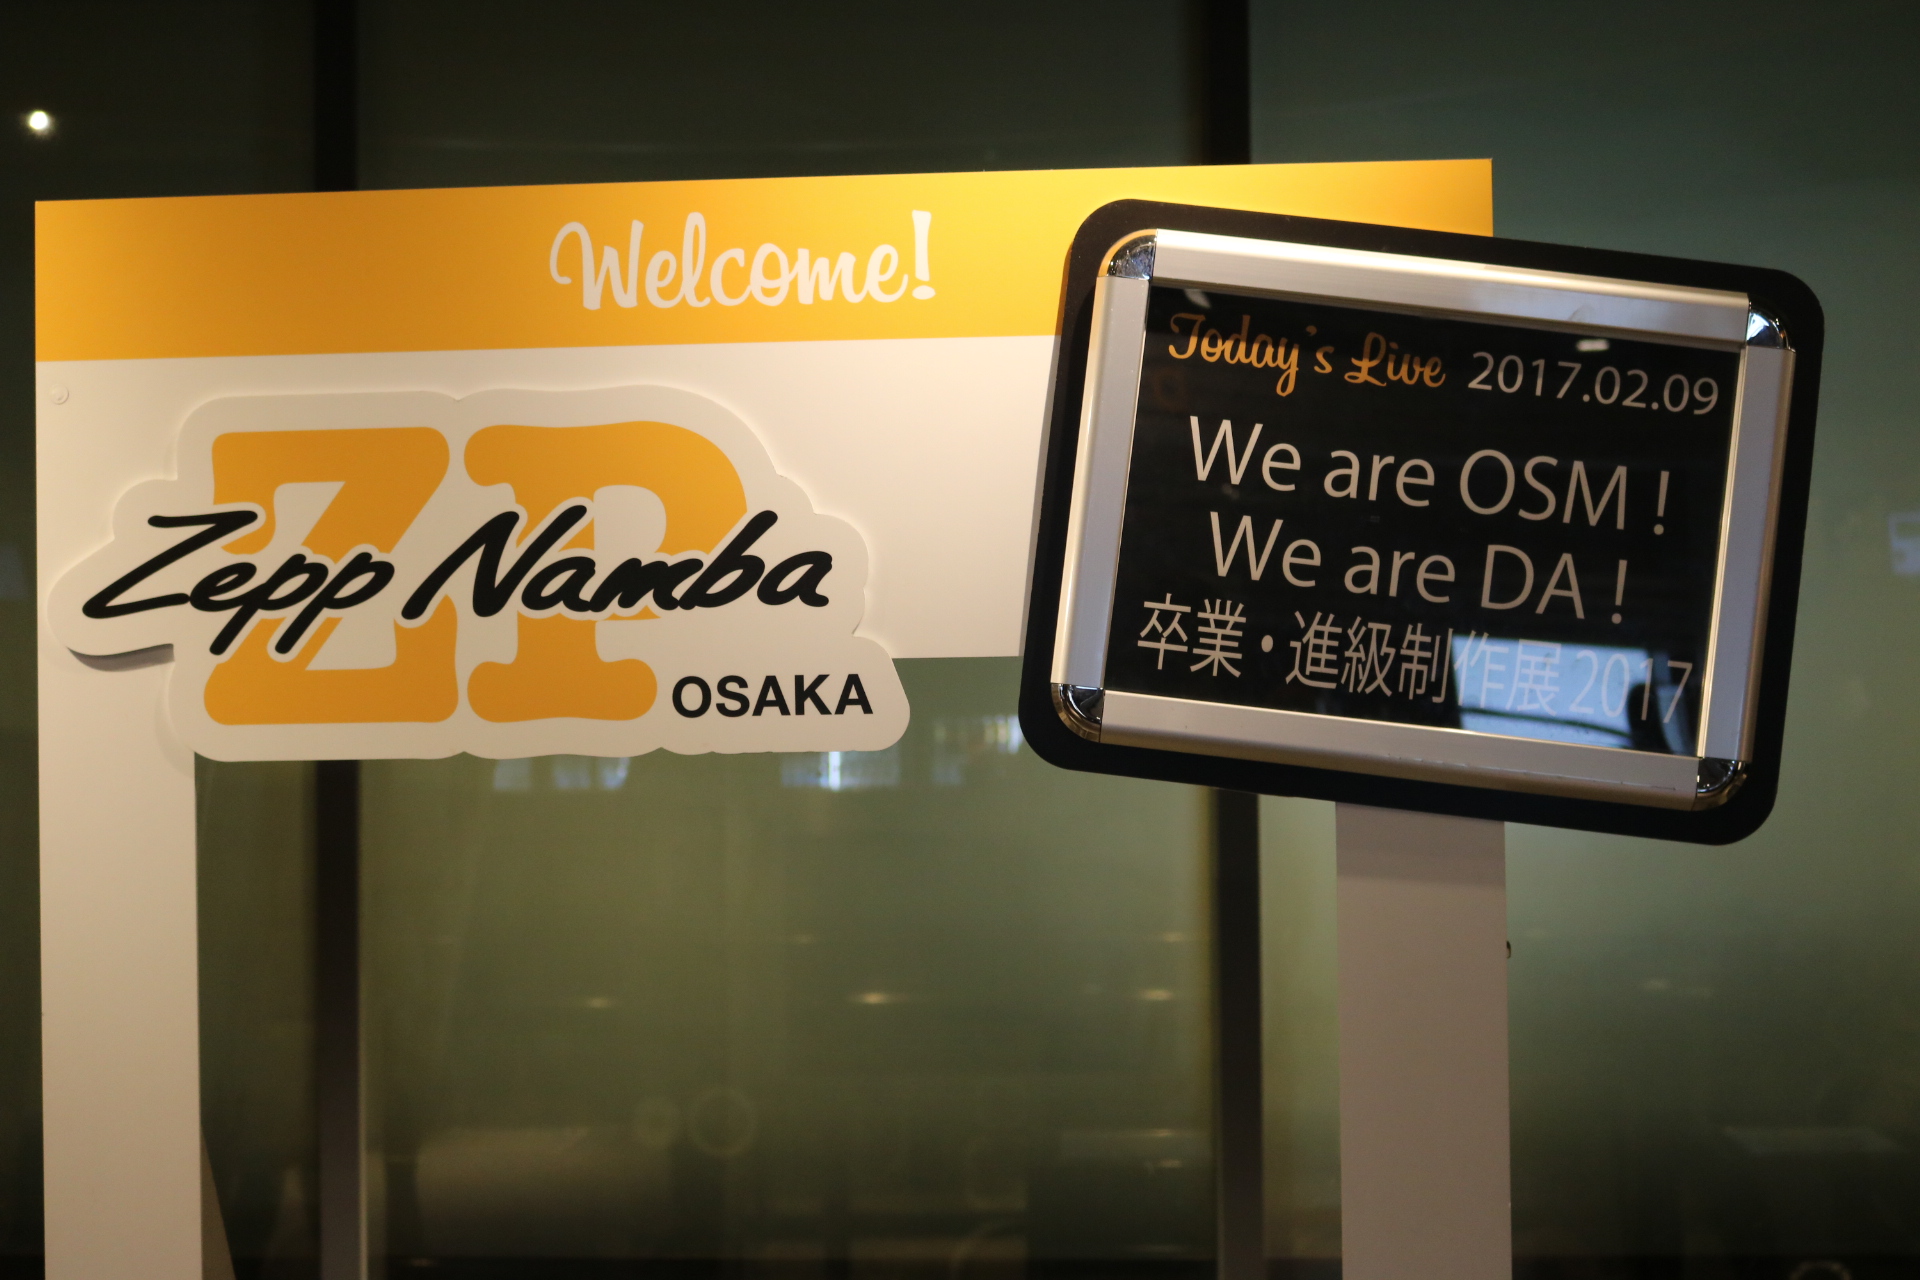 Welcome!
ZP
Zepp Namba
OSAKA
Today's Live 2017.02.09
We are OSM !
We are DA !
卒業・進級制作展2017